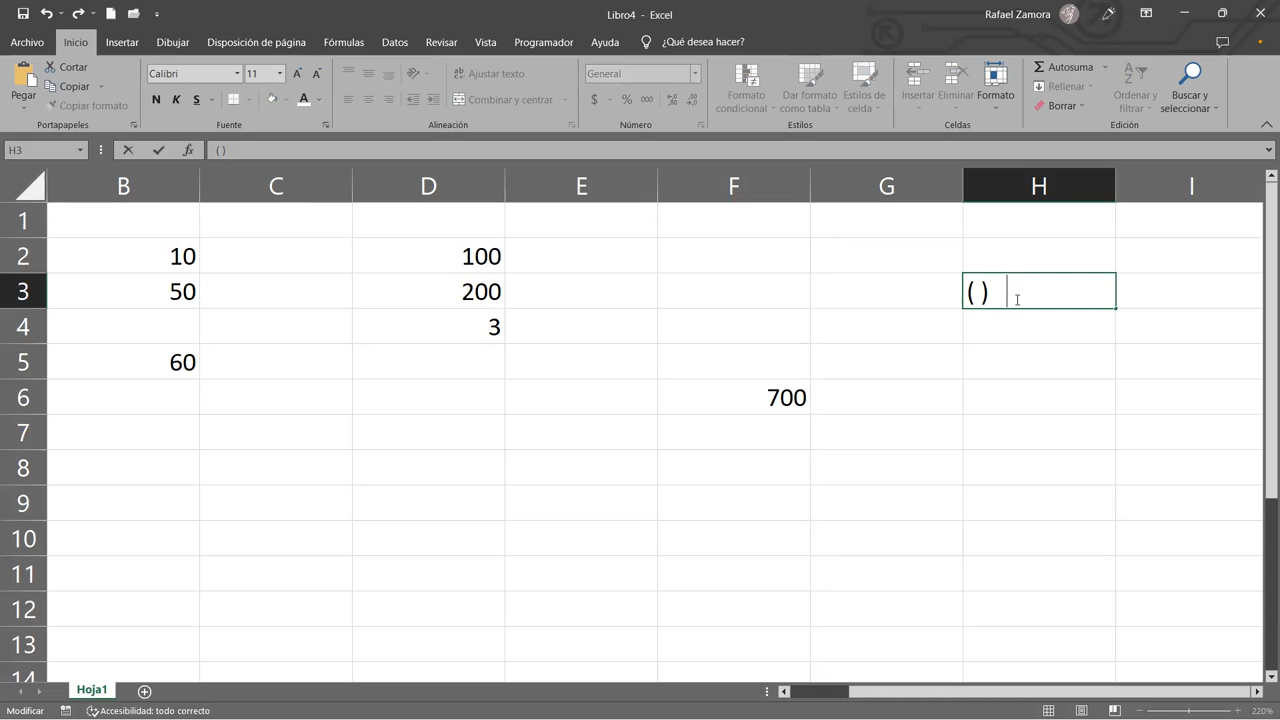 Libro4 - Excel
Rafael Zamora
Archivo Inicio Insertar Dibujar Disposición de página Fórmulas Datos Revisar Vista Programador Ayuda ¿Qué desea hacer?
Pegar
Cortar
Copiar
Copiar formato
Portapapeles
Calibri 11
N K S
Fuente
Ajustar texto
Combinar y centrar
Alineación
General
$ % 000
Número
Formato condicional
Dar formato como tabla
Estilos de celda
Estilos
Insertar
Eliminar
Formato
Celdas
Autosuma
Rellenar
Borrar
Ordenar y filtrar
Buscar y seleccionar
Edición
H3 fx ( )
B C D E F G H I
1
2 10 100
3 50 200 ( )
4 3
5 60
6 700
7
8
9
10
11
12
13
14
Hoja1
Modificar Accesibilidad: todo correcto 220%